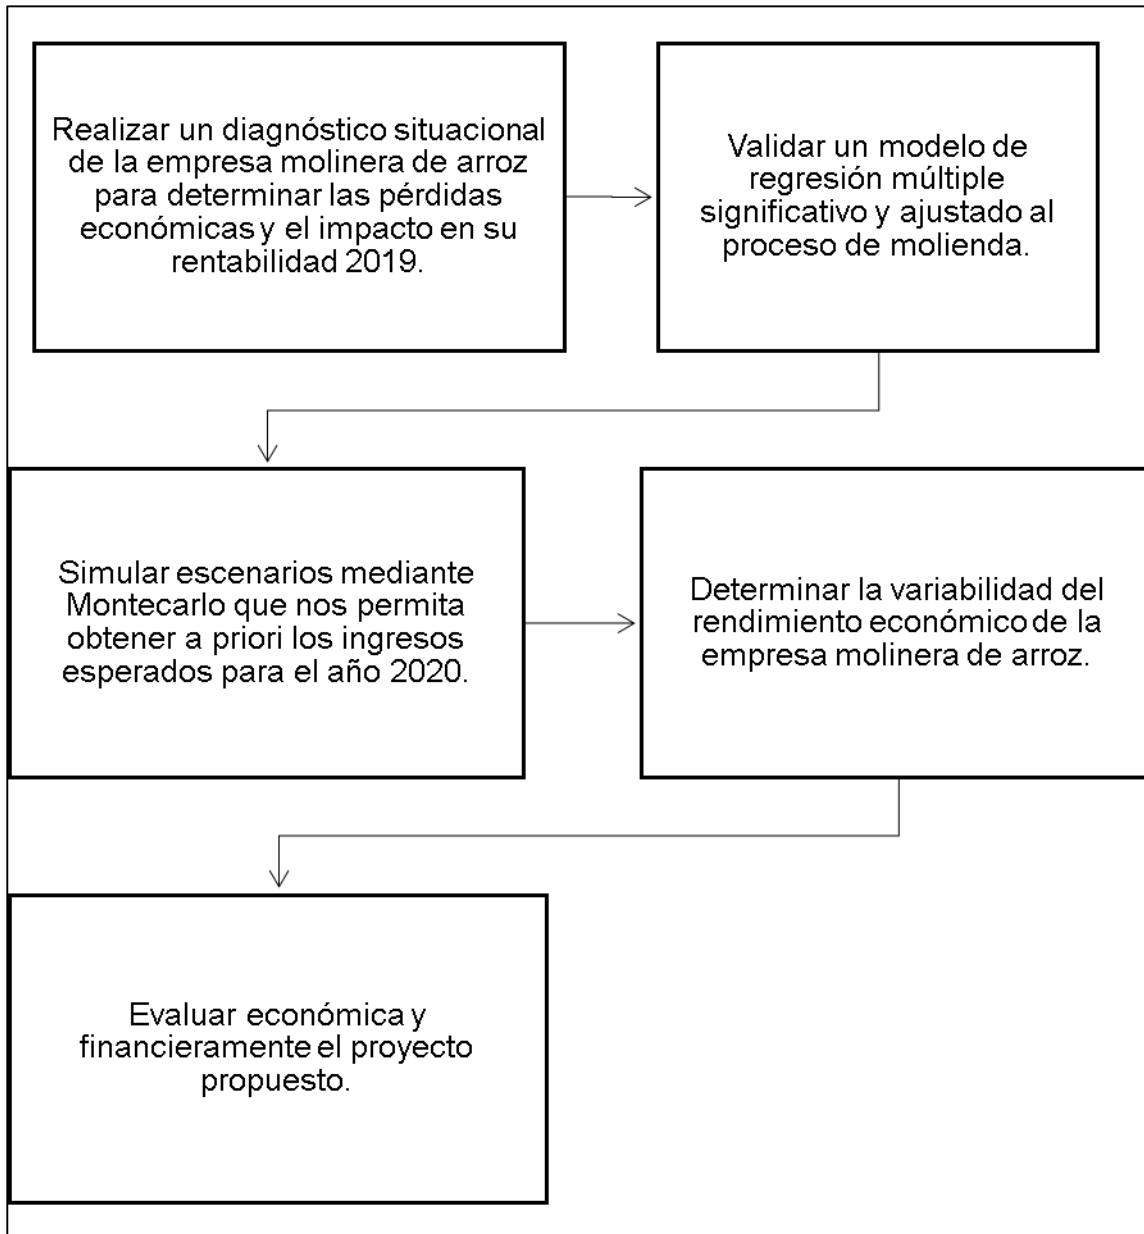 Realizar un diagnóstico situacional
de la empresa molinera de arroz
para determinar las pérdidas
económicas y el impacto en su
rentabilidad 2019.
Validar un modelo de
regresión múltiple
significativo y ajustado al
proceso de molienda.
Simular escenarios mediante
Montecarlo que nos permita
obtener a priori los ingresos
esperados para el año 2020.
Determinar la variabilidad del
rendimiento económico de la
empresa molinera de arroz.
Evaluar económica y
financieramente el proyecto
propuesto.